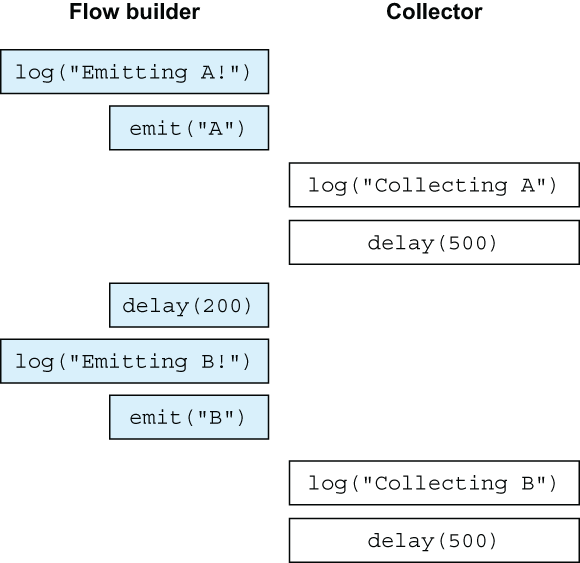 Flow builder
Collector
log("Emitting A!")
emit("A")
log("Collecting A")
delay(500)
delay(200)
log("Emitting B!")
emit("B")
log("Collecting B")
delay(500)